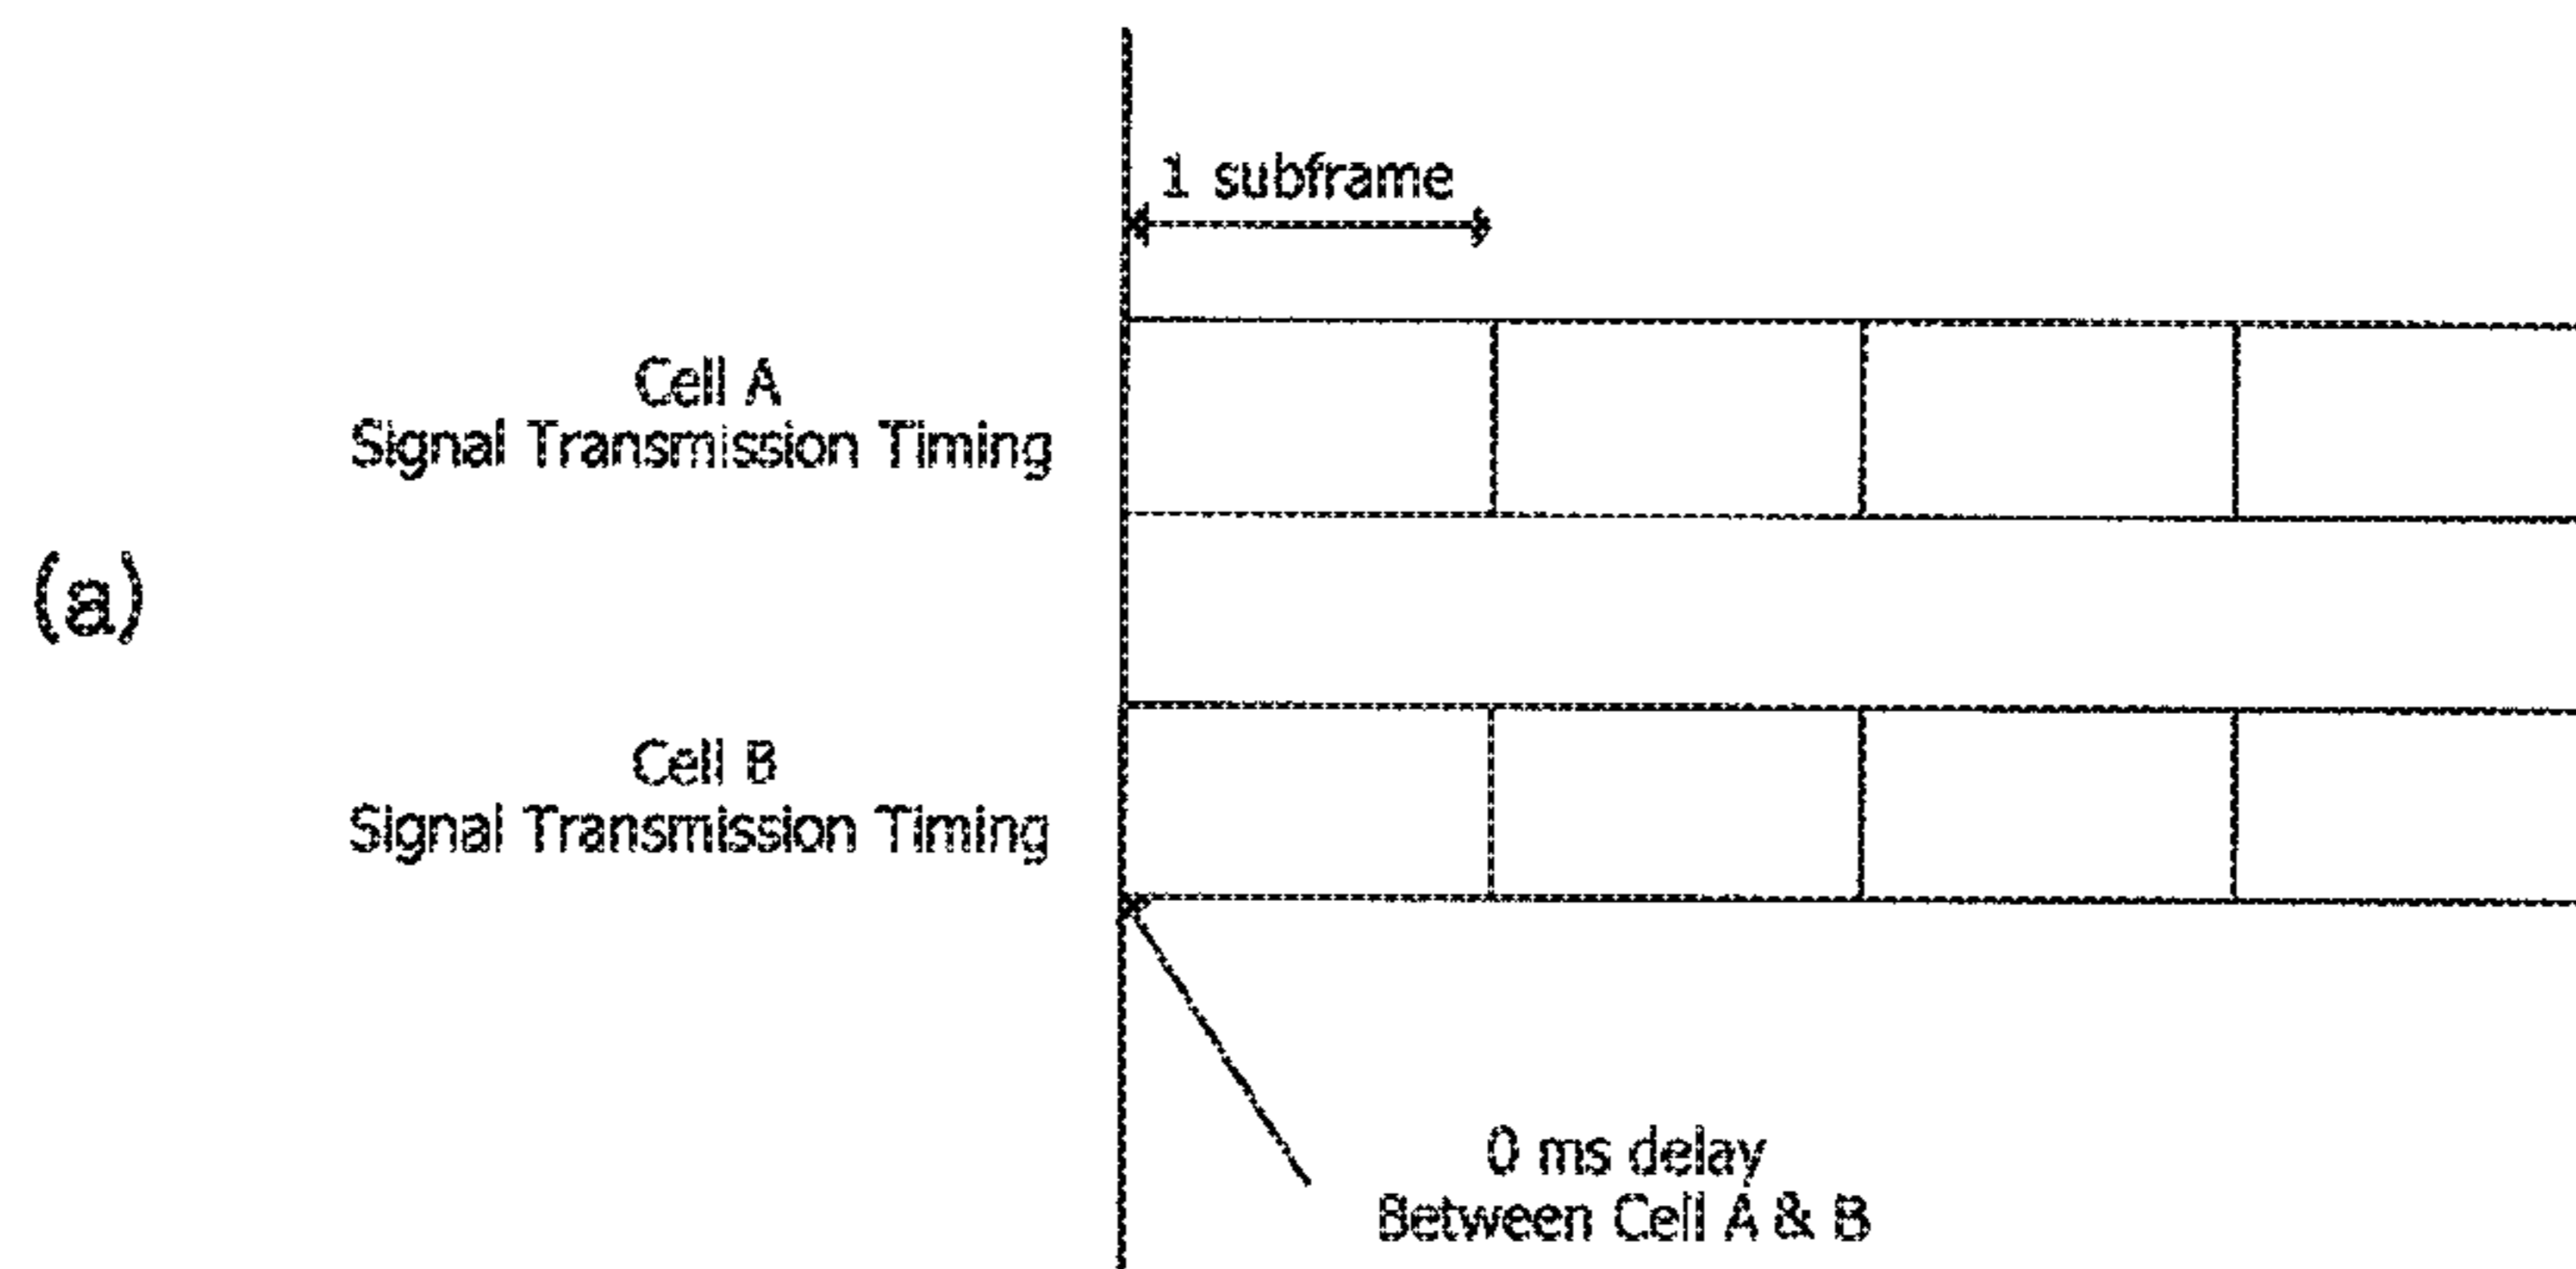 1 subframe
Cell A
Signal Transmission Timing
(a)
Cell B
Signal Transmission Timing
0 ms delay
Between Cell A & B